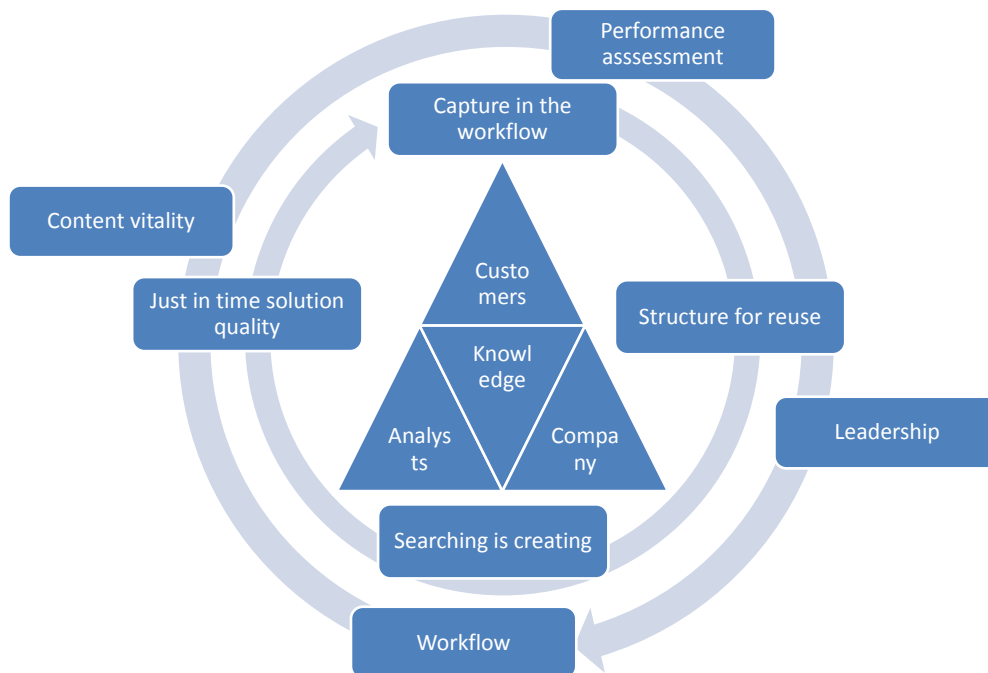 Performance
asssessment
Capture in the
workflow
Content vitality
Custo
mers
Just in time solution
quality
Structure for reuse
Knowl
edge
Analys
ts
Compa
ny
Leadership
Searching is creating
Workflow